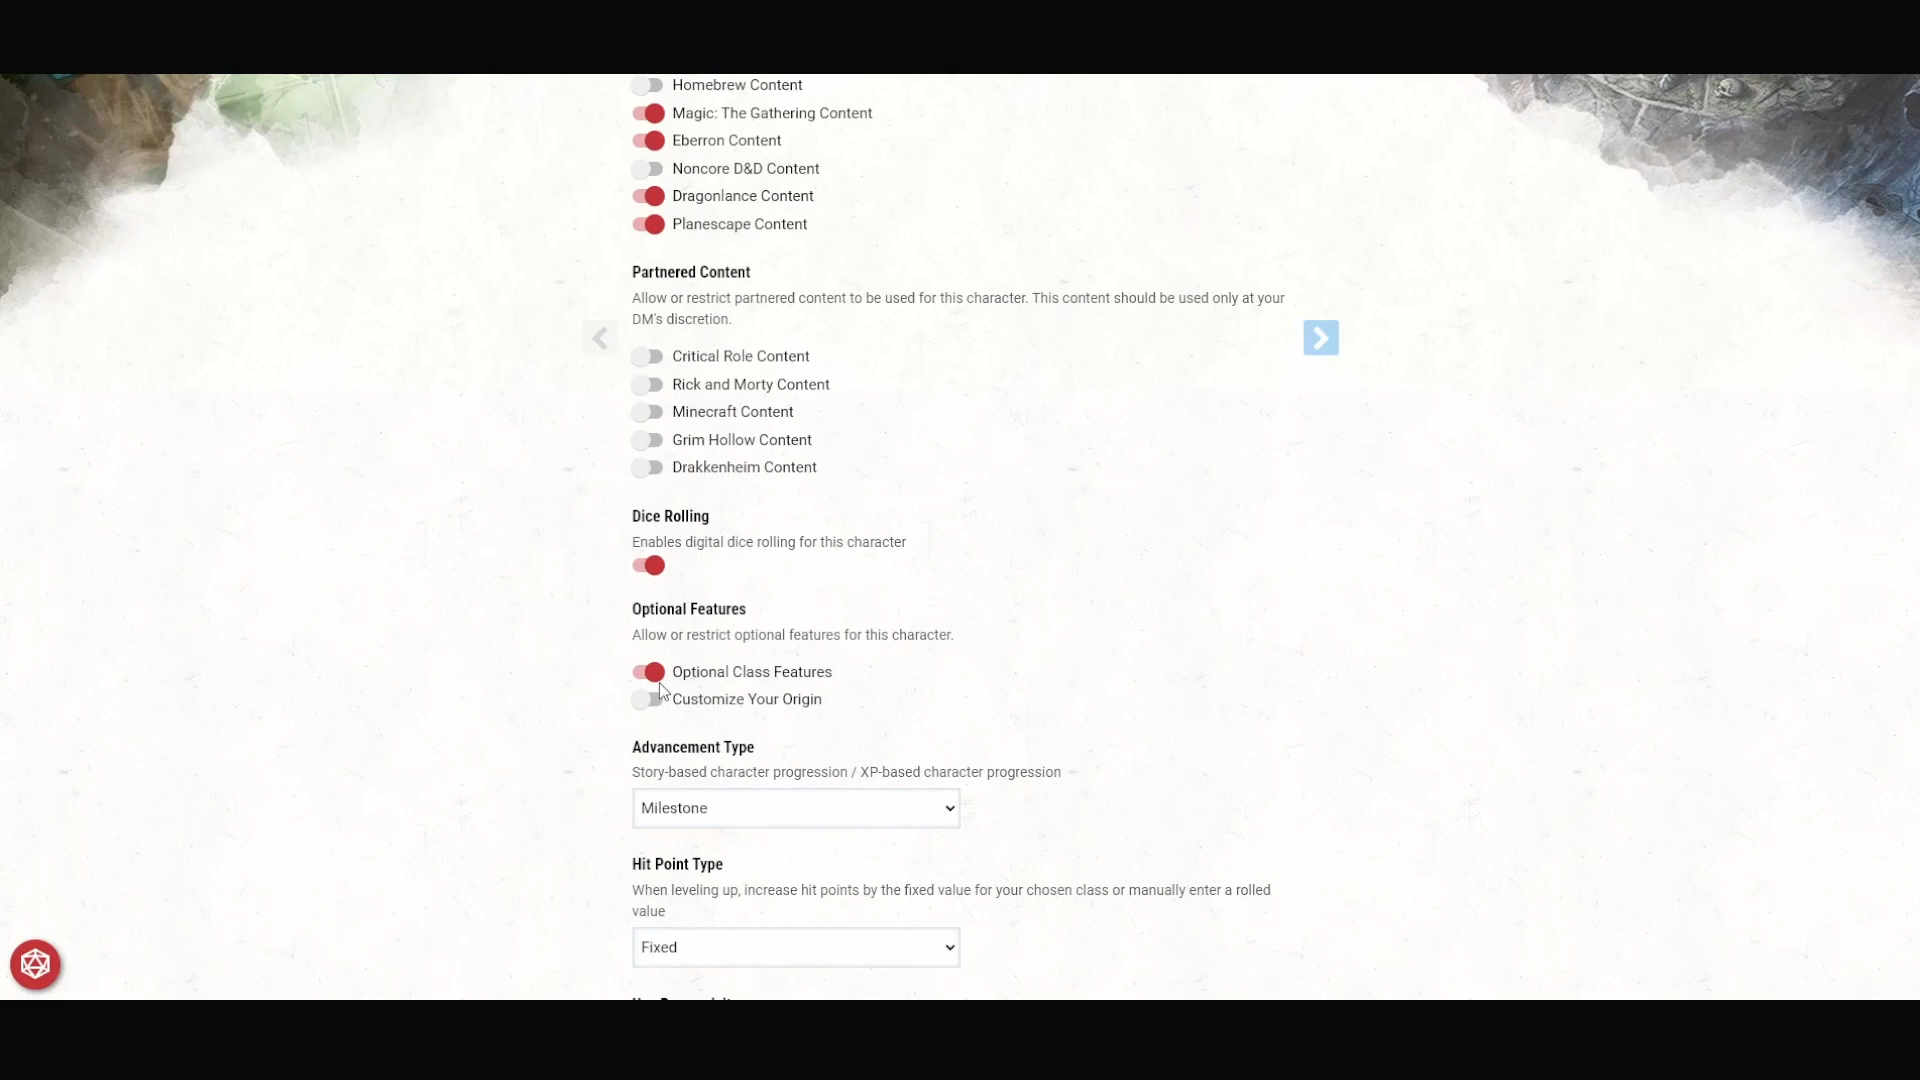 Homebrew Content
Magic: The Gathering Content
Eberron Content
Noncore D&D Content
Dragonlance Content
Planescape Content
Partnered Content
Allow or restrict partnered content to be used for this character. This content should be used only at your
DM's discretion.
Critical Role Content
Rick and Morty Content
Minecraft Content
Grim Hollow Content
Drakkenheim Content
Dice Rolling
Enables digital dice rolling for this character
Optional Features
Allow or restrict optional features for this character.
Optional Class Features
Customize Your Origin
Advancement Type
Story-based character progression / XP-based character progression
Milestone
Hit Point Type
When leveling up, increase hit points by the fixed value for your chosen class or manually enter a rolled
value
Fixed